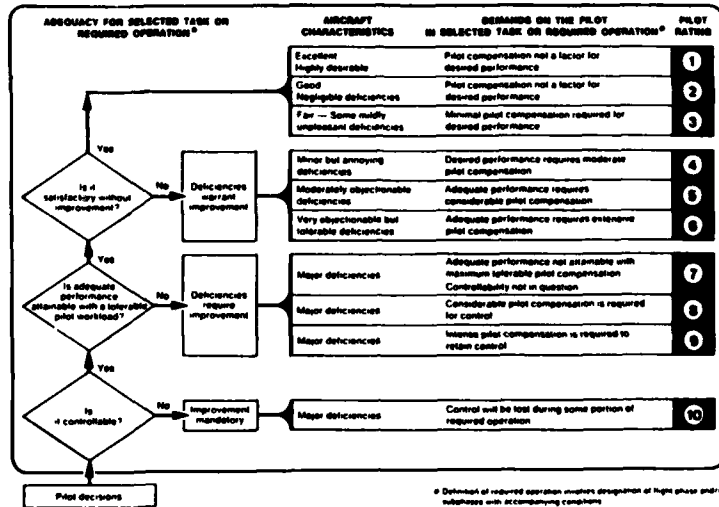 ADEQUACY FOR SELECTED TASK OR
REQUIRED OPERATION*
AIRCRAFT
CHARACTERISTICS
DEMANDS ON THE PILOT
IN SELECTED TASK OR REQUIRED OPERATION*
PILOT
RATING
Excellent
Highly desirable
Pilot compensation not a factor for
desired performance
1
Good
Negligible deficiencies
Pilot compensation not a factor for
desired performance
2
Fair — Some mildly
unpleasant deficiencies
Minimal pilot compensation required for
desired performance
3
Yes
Is it
satisfactory without
improvement?
No
Deficiencies
warrant
improvement
Minor but annoying
deficiencies
Desired performance requires moderate
pilot compensation
4
Moderately objectionable
deficiencies
Adequate performance requires
considerable pilot compensation
5
Very objectionable but
tolerable deficiencies
Adequate performance requires extensive
pilot compensation
6
Yes
Is adequate
performance
attainable with a tolerable
pilot workload?
No
Deficiencies
require
improvement
Major deficiencies
Adequate performance not attainable with
maximum tolerable pilot compensation
Controllability not in question
7
Major deficiencies
Considerable pilot compensation is required
for control
8
Major deficiencies
Intense pilot compensation is required to
retain control
9
Yes
Is
it controllable?
No
Improvement
mandatory
Major deficiencies
Control will be lost during some portion of
required operation
10
Pilot decisions
* Definition of required operation involves designation of flight phase and/
subphases with accompanying conditions